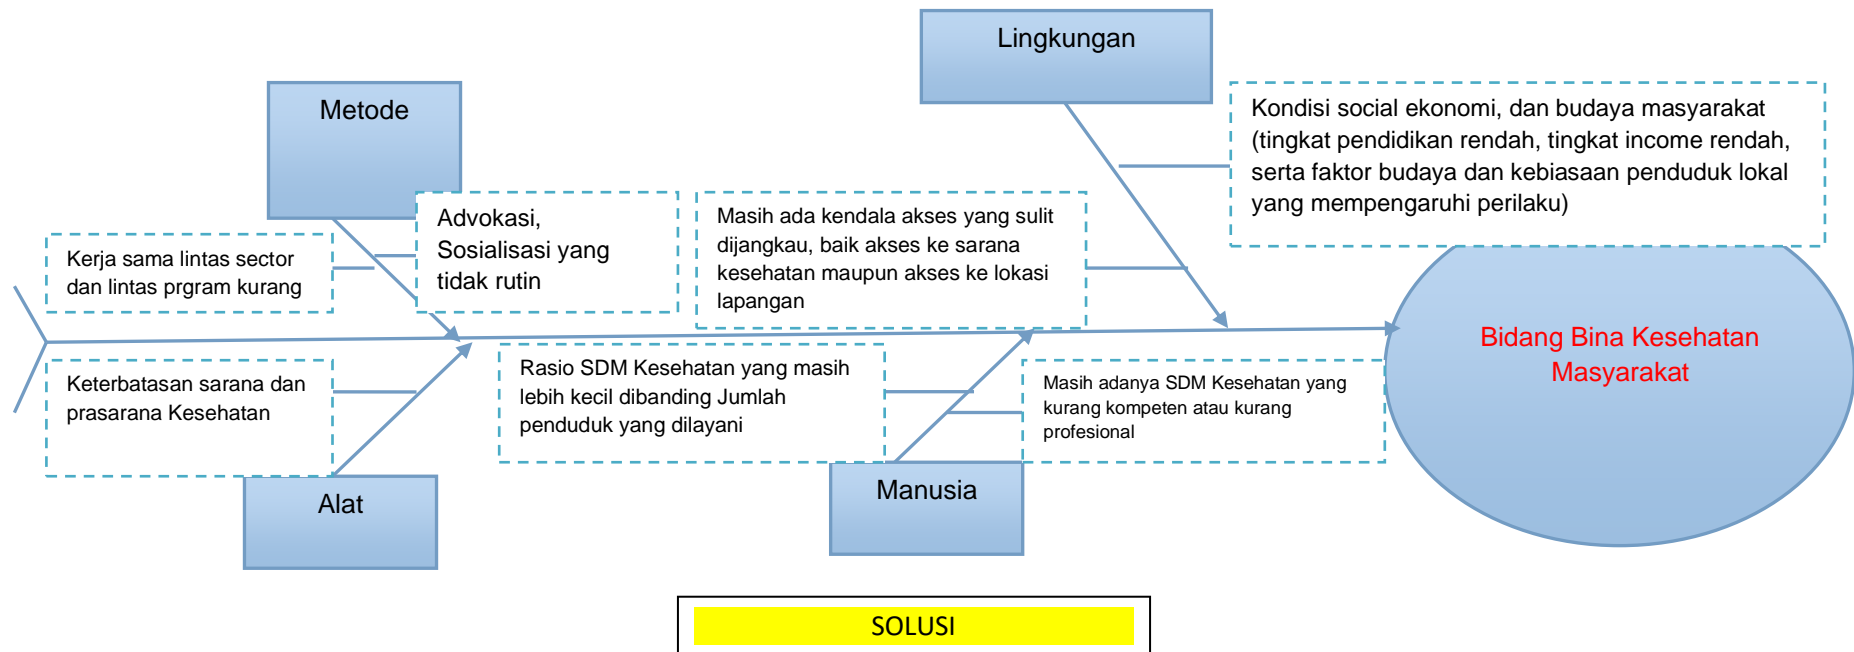 Lingkungan
Metode
Kondisi social ekonomi, dan budaya masyarakat
(tingkat pendidikan rendah, tingkat income rendah,
serta faktor budaya dan kebiasaan penduduk lokal
yang mempengaruhi perilaku)
Advokasi,
Sosialisasi yang
tidak rutin
Masih ada kendala akses yang sulit
dijangkau, baik akses ke sarana
kesehatan maupun akses ke lokasi
lapangan
Kerja sama lintas sector
dan lintas prgram kurang
Bidang Bina Kesehatan
Masyarakat
Keterbatasan sarana dan
prasarana Kesehatan
Rasio SDM Kesehatan yang masih
lebih kecil dibanding Jumlah
penduduk yang dilayani
Masih adanya SDM Kesehatan yang
kurang kompeten atau kurang
profesional
Alat
Manusia
SOLUSI